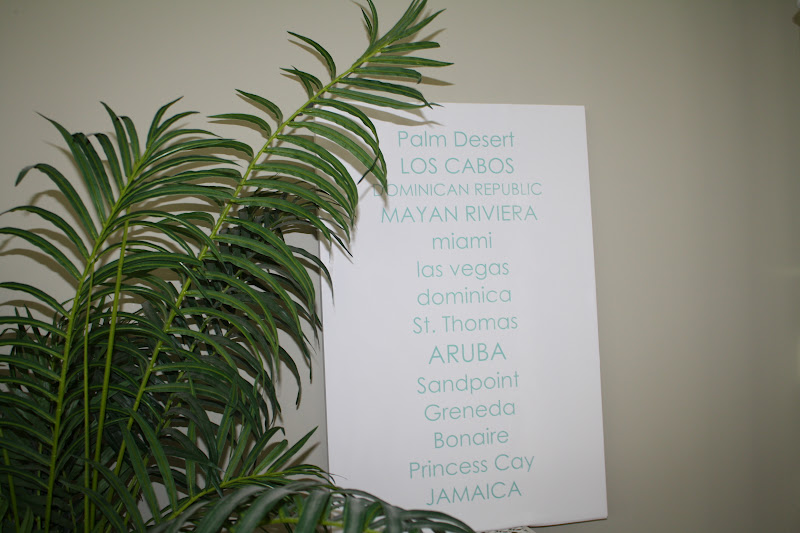 Palm Desert
LOS CABOS
DOMINICAN REPUBLIC
MAYAN RIVIERA
miami
las vegas
dominica
St. Thomas
ARUBA
Sandpoint
Greneda
Bonaire
Princess Cay
JAMAICA